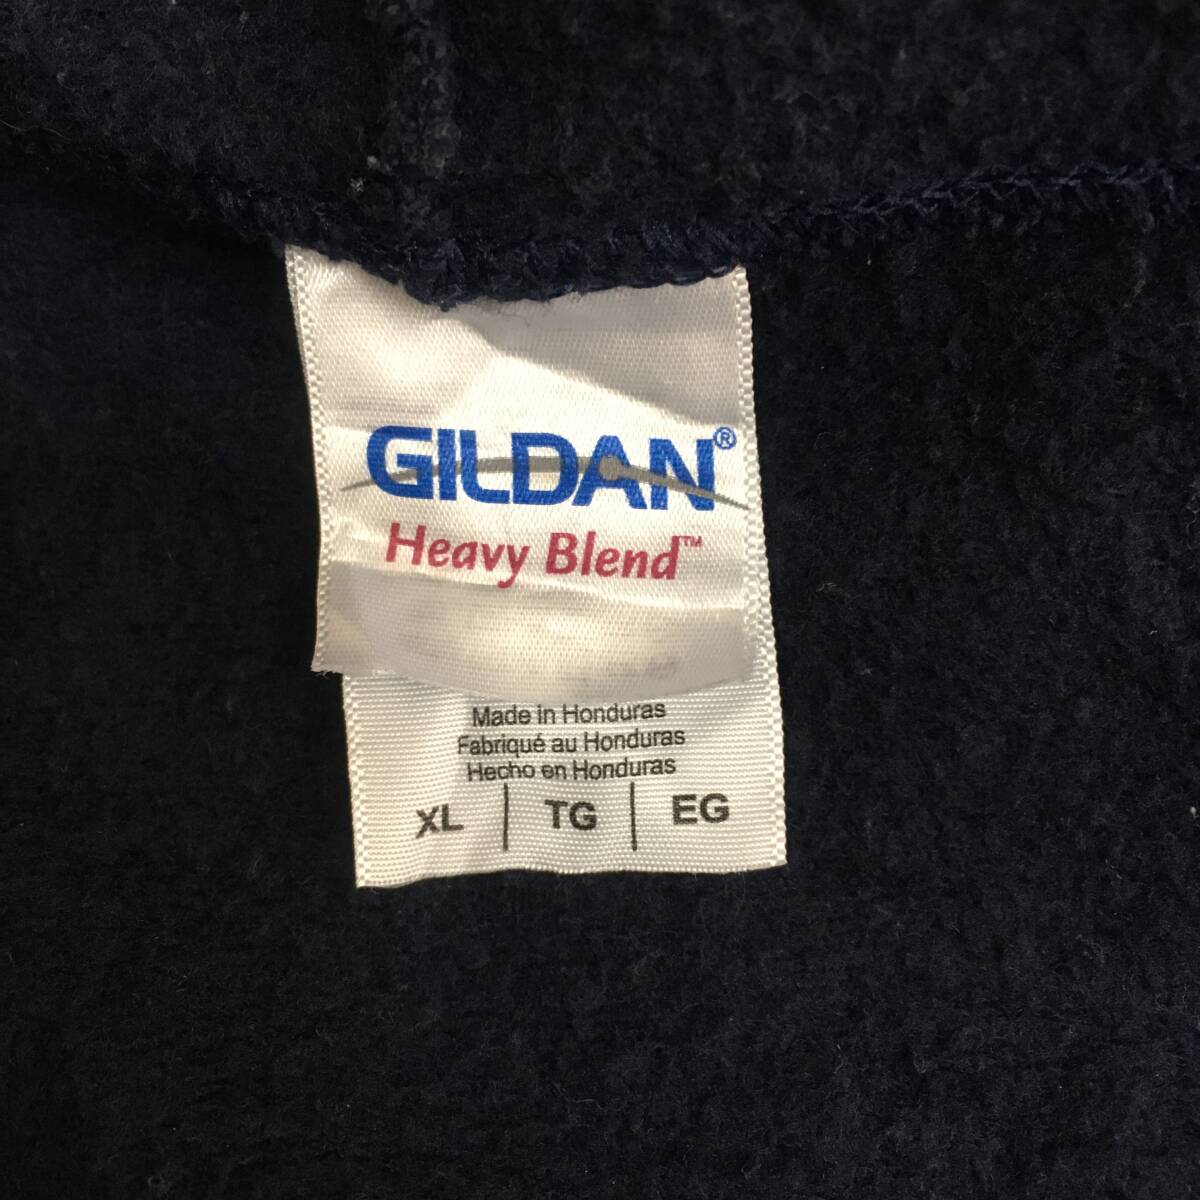 GILDAN®
Heavy Blend™
Made in Honduras
Fabriqué au Honduras
Hecho en Honduras
XL | TG | EG